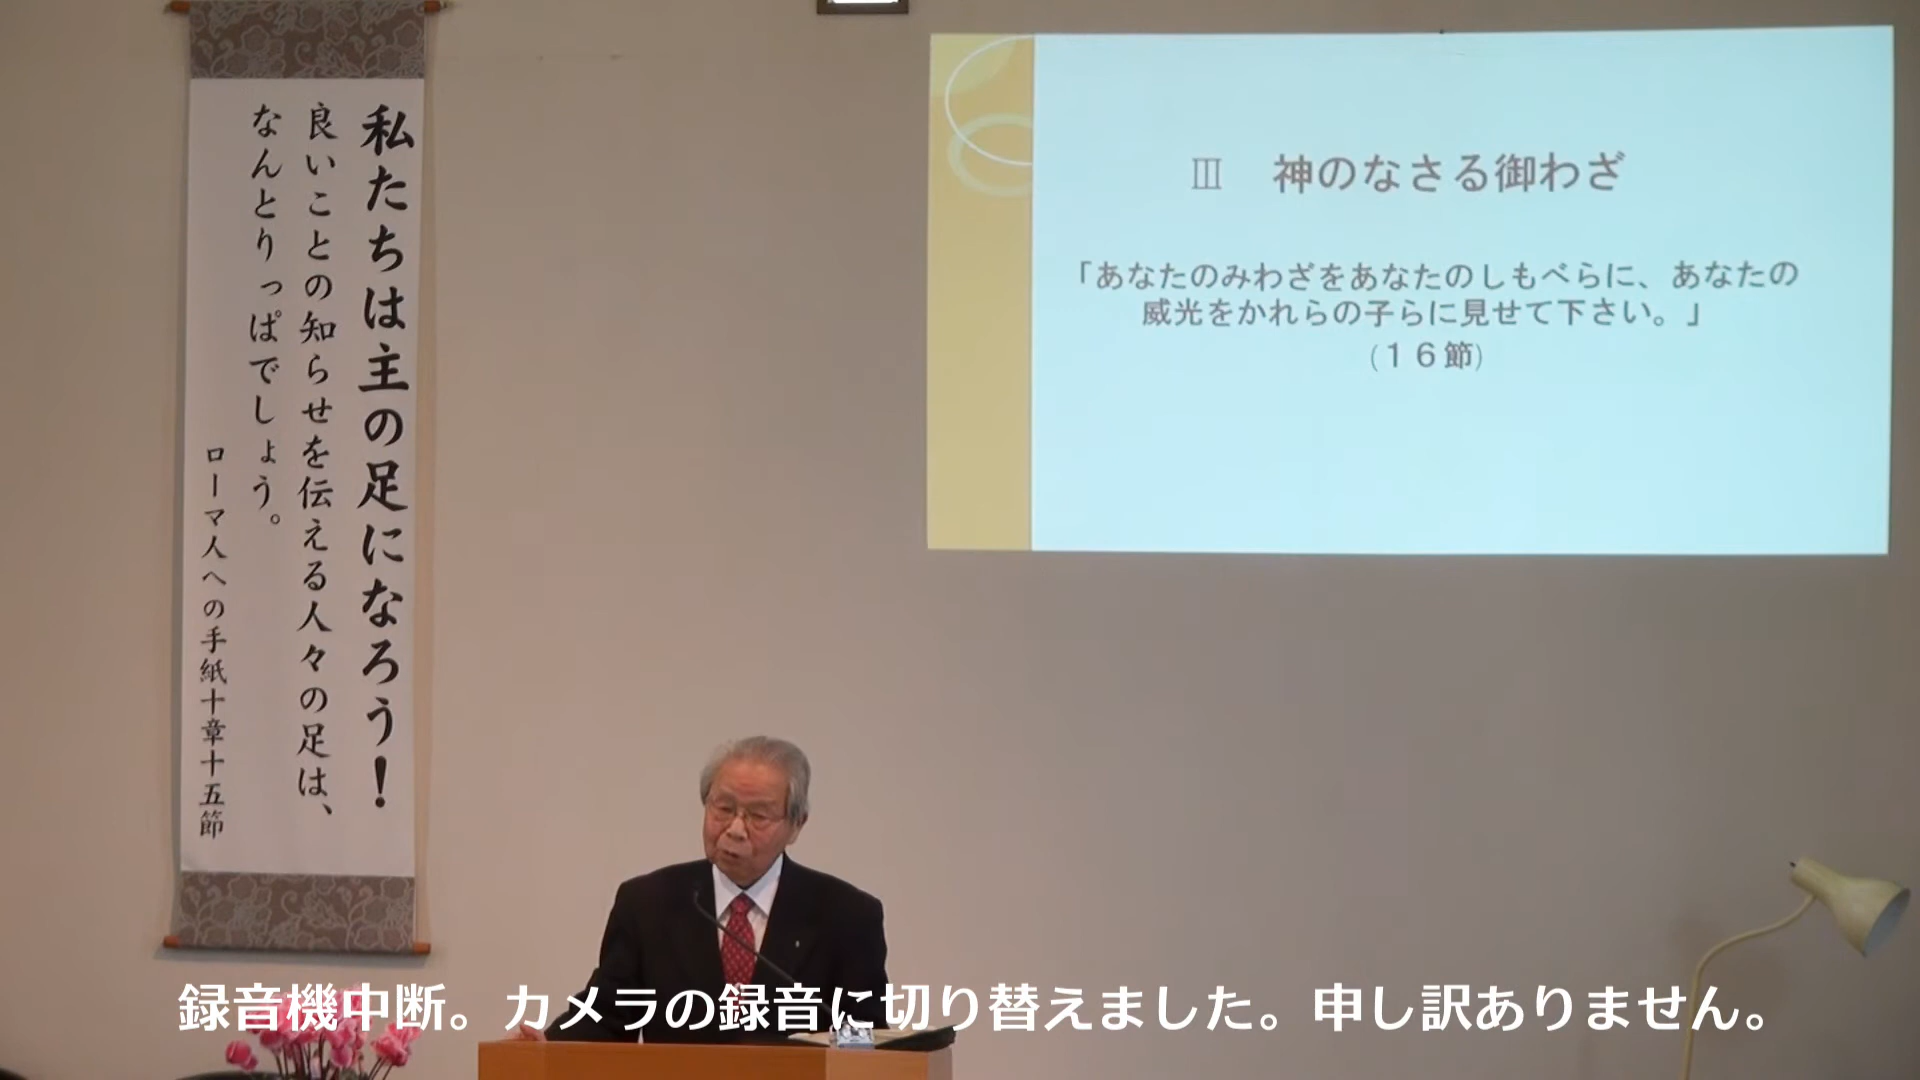 私たちは主の足になろう!
良いことの知らせを伝える人々の足は、
なんとりっぱでしょう。
ローマ人への手紙十章十五節
Ⅲ 神のなさる御わざ
「あなたのみわざをあなたのしもべらに、あなたの
威光をかれらの子らに見せて下さい。」
(16節)
録音機中断。カメラの録音に切り替えました。申し訳ありません。